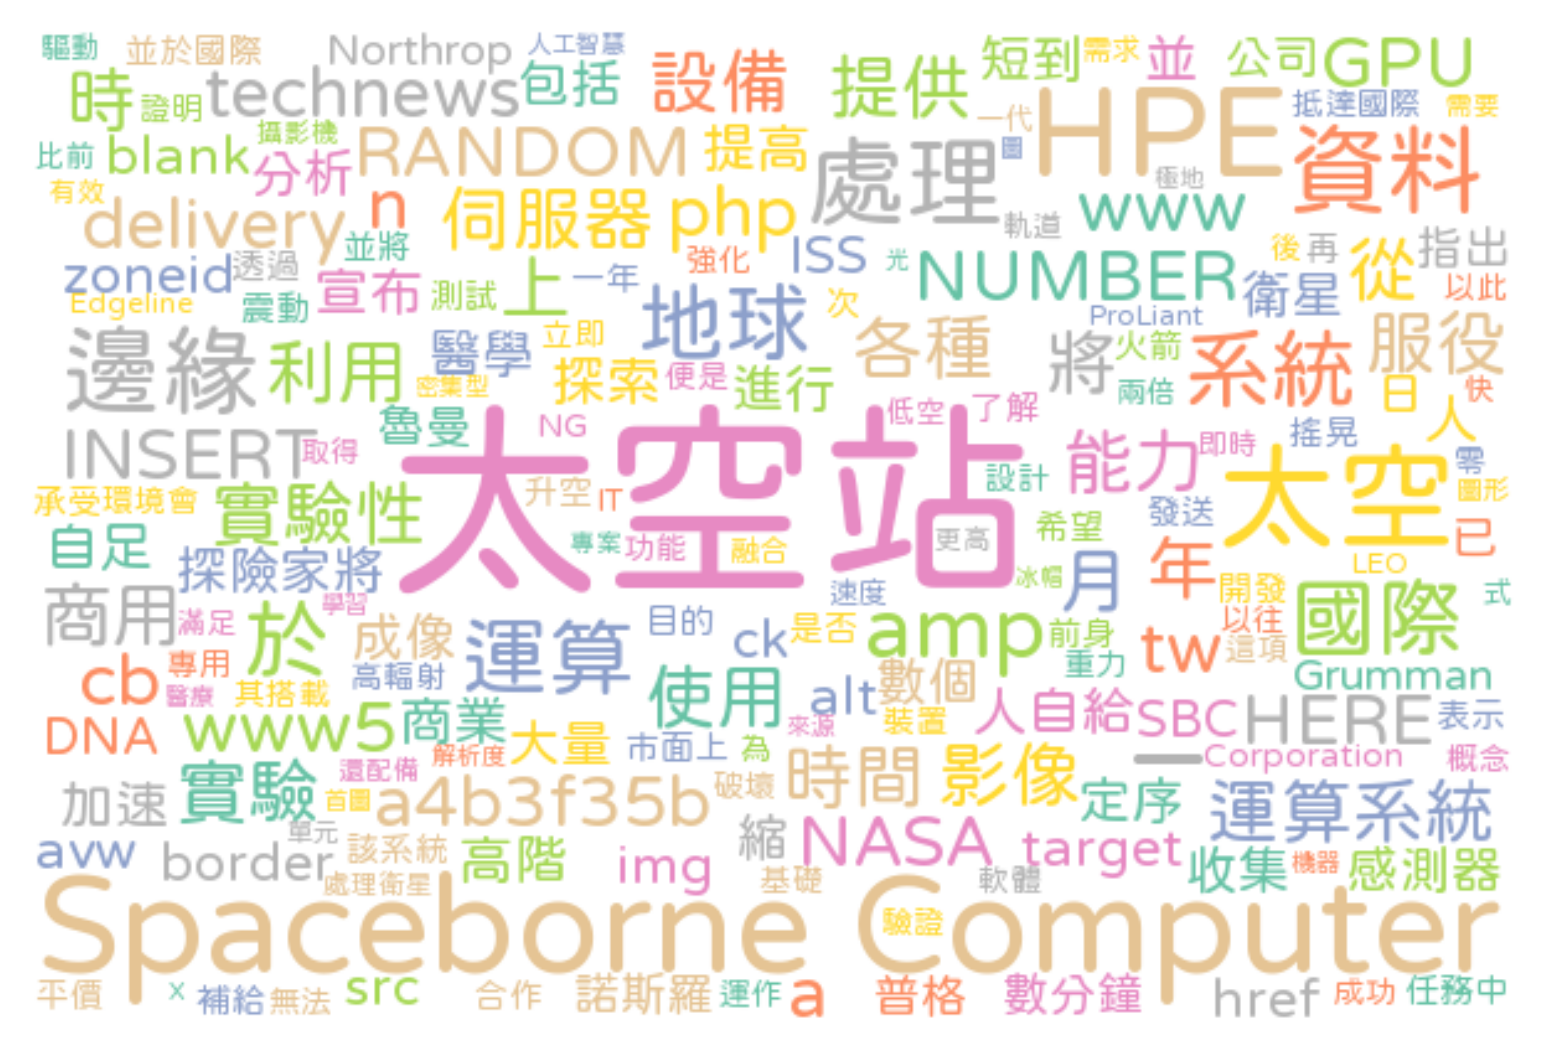 驅動 並於國際 Northrop 人工智慧 設備 提供 短到 需求 並 公司 GPU
時 證明 technews 包括 一代 HPE 抵達國際 需要
比前 blank 攝影機 分析 RANDOM 提高 處理 圖 極地 資料
有效 delivery n 伺服器 php 軌道 www
zoneid 透過 並將 強化 ISS 光 NUMBER 衛星 後 再 從 指出
Edgeline 震動 宣布 測試 上 一年 地球 次 ProLiant 以此
邊緣 利用 醫學 立即 各種 將 火箭 系統 服役
密集型 探索 便是 進行 兩倍 日 快
INSERT 取得 魯曼 NG 太空站 低空 了解 能力 即時 搖晃 人
承受環境會 實驗性 升空 IT 設計 太空 零 圖形
自足 探險家將 專案 功能 融合 更高 希望 發送 年 已
商用 滿足 學習 冰帽 月 LEO
於 成像 運算 目的 速度 ck 是否 amp 前身 開發 以往 國際 式
cb 專用 高輻射 重力 tw 這項 Grumman
醫療 其搭載 使用 alt 數個 人自給 SBC HERE 表示
DNA www5 商業 大量 市面上 為 來源 裝置
解析度 還配備 一 Corporation 概念
加速 實驗 首圖 a4b3f35b 破壞 時間 影像 定序 運算系統
avw border 單元 該系統 高階 img 縮 NASA target 收集 機器 感測器
處理衛星 基礎 軟體
Spaceborne Computer
驗證
平價 x 補給 無法 src 合作 諾斯羅 運作 a 普格 數分鐘 href 成功 任務中